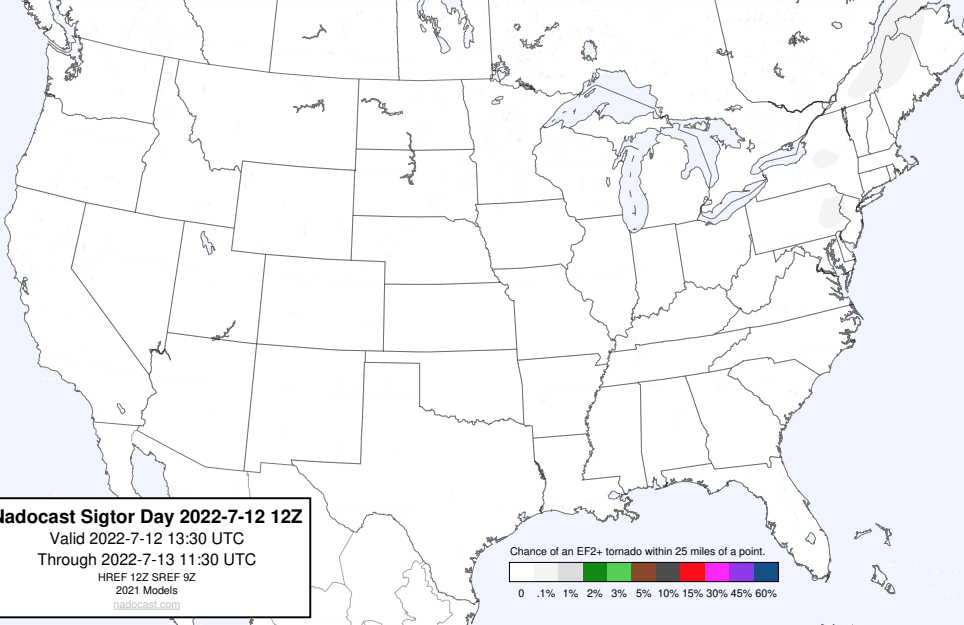 Nadocast Sigtor Day 2022-7-12 12Z
Valid 2022-7-12 13:30 UTC
Through 2022-7-13 11:30 UTC
HREF 12Z SREF 9Z
2021 Models
nadocast.com
Chance of an EF2+ tornado within 25 miles of a point.
0 .1% 1% 2% 3% 5% 10% 15% 30% 45% 60%